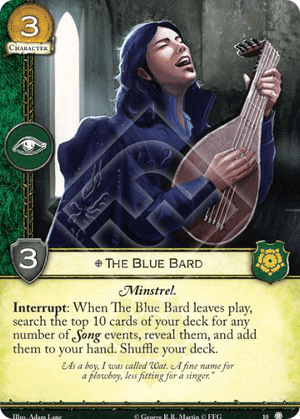 3
CHARACTER
3
THE BLUE BARD
Minstrel.
Interrupt: When The Blue Bard leaves play,
search the top 10 cards of your deck for any
number of Song events, reveal them, and add
them to your hand. Shuffle your deck.
"As a boy, I was called Wat. A fine name for
a plowboy, less fitting for a singer."
Illus. Adam Lane
© George R.R. Martin © FFG
18